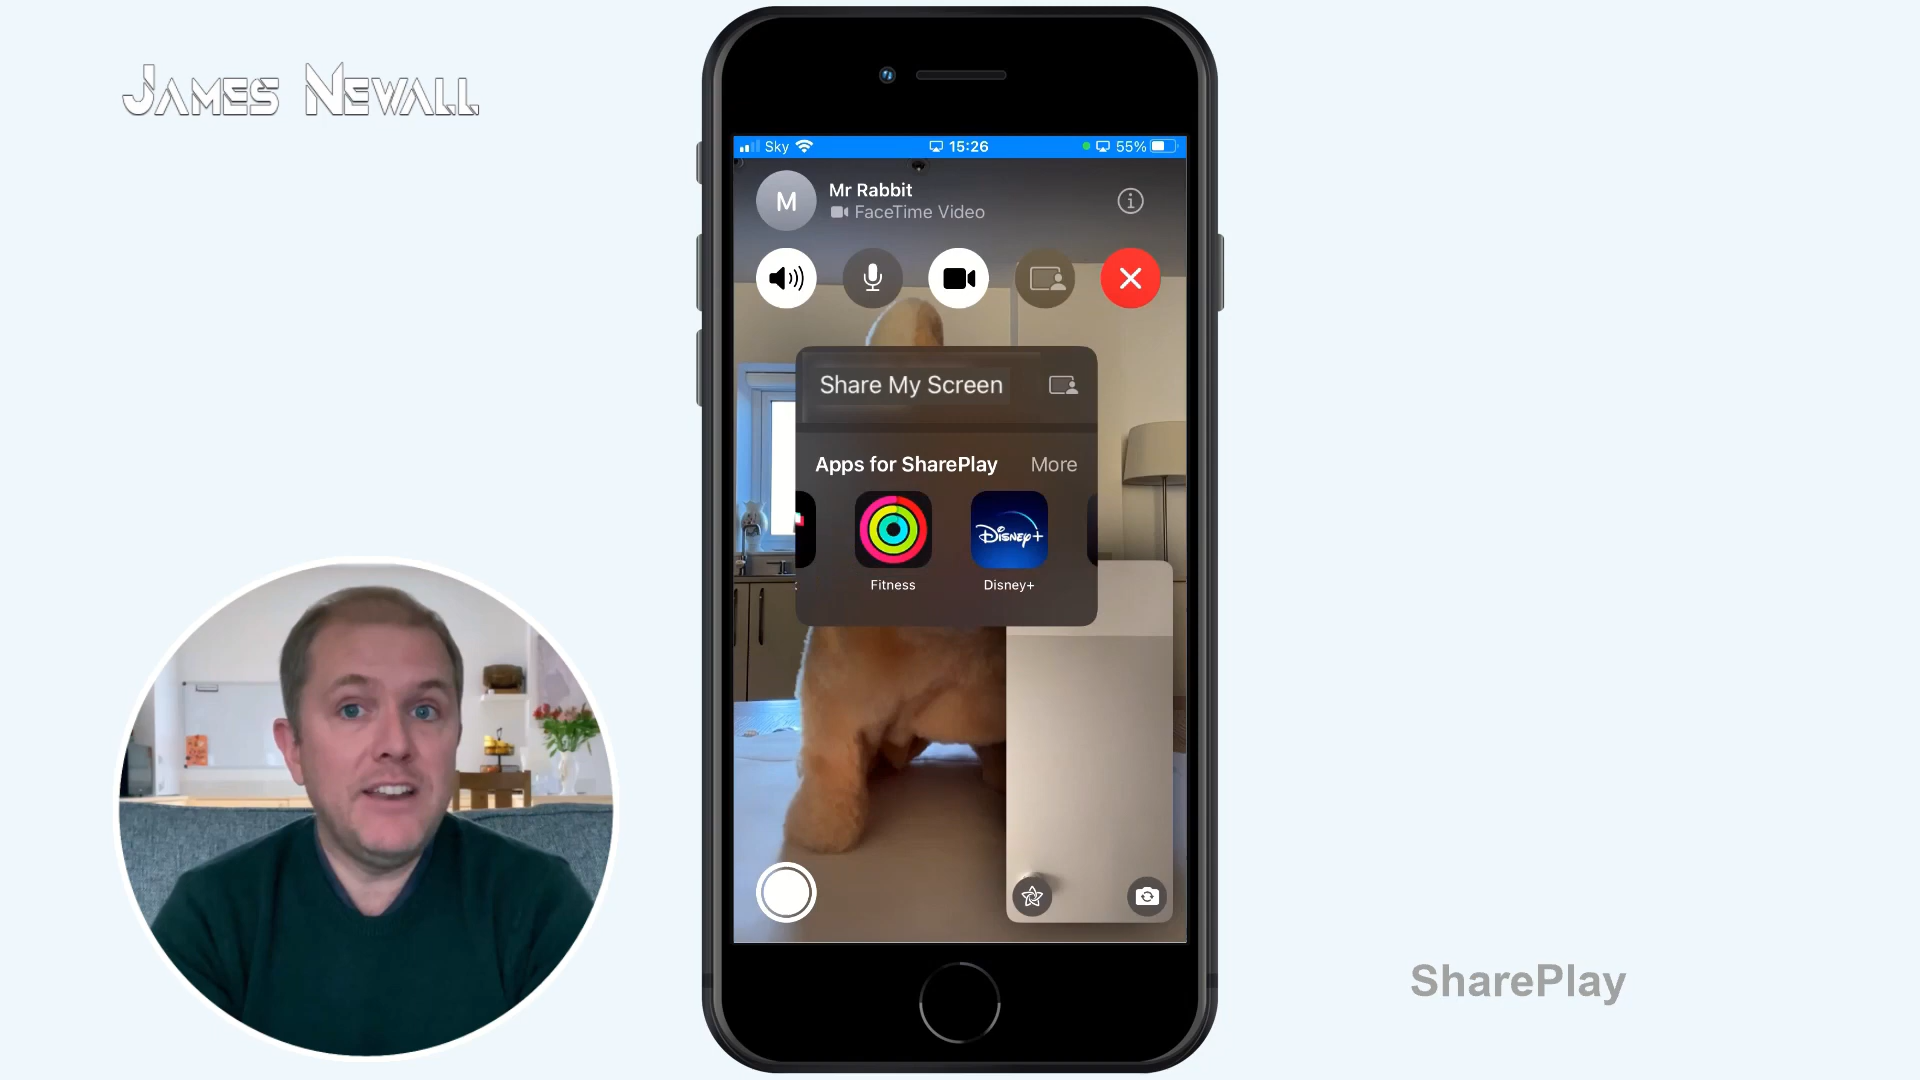 James Newall
Sky 15:26 55%
M
Mr Rabbit
FaceTime Video
Share My Screen
Apps for SharePlay More
Fitness Disney+
Disney+
SharePlay